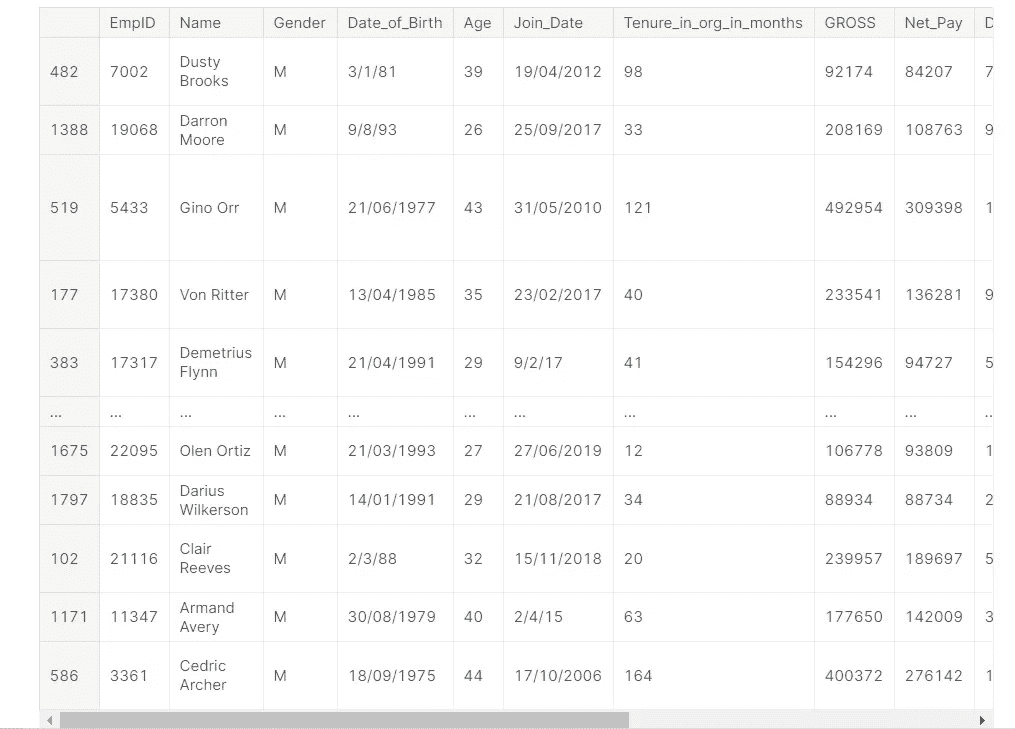 EmpID Name Gender Date_of_Birth Age Join_Date Tenure_in_org_in_months GROSS Net_Pay D
482 7002 Dusty Brooks M 3/1/81 39 19/04/2012 98 92174 84207 7
1388 19068 Darron Moore M 9/8/93 26 25/09/2017 33 208169 108763 9
519 5433 Gino Orr M 21/06/1977 43 31/05/2010 121 492954 309398 1
177 17380 Von Ritter M 13/04/1985 35 23/02/2017 40 233541 136281 9
383 17317 Demetrius Flynn M 21/04/1991 29 9/2/17 41 154296 94727 5
... ... ... ... ... ... ... ... ... ... ..
1675 22095 Olen Ortiz M 21/03/1993 27 27/06/2019 12 106778 93809 1
1797 18835 Darius Wilkerson M 14/01/1991 29 21/08/2017 34 88934 88734 2
102 21116 Clair Reeves M 2/3/88 32 15/11/2018 20 239957 189697 5
1171 11347 Armand Avery M 30/08/1979 40 2/4/15 63 177650 142009 3
586 3361 Cedric Archer M 18/09/1975 44 17/10/2006 164 400372 276142 1